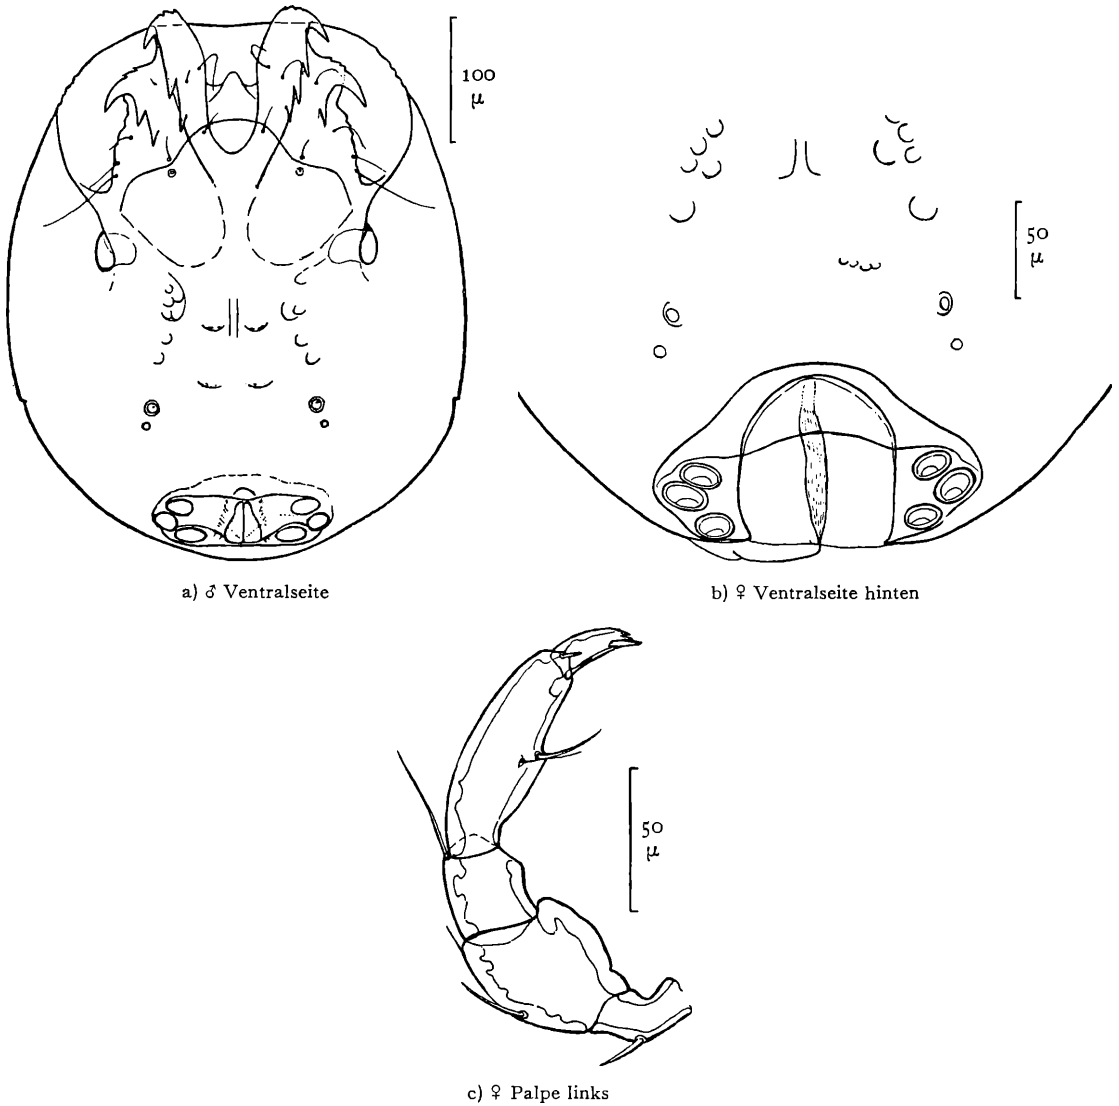 100
μ
50
μ
a) ♂ Ventralseite
b) ♀ Ventralseite hinten
50
μ
c) ♀ Palpe links